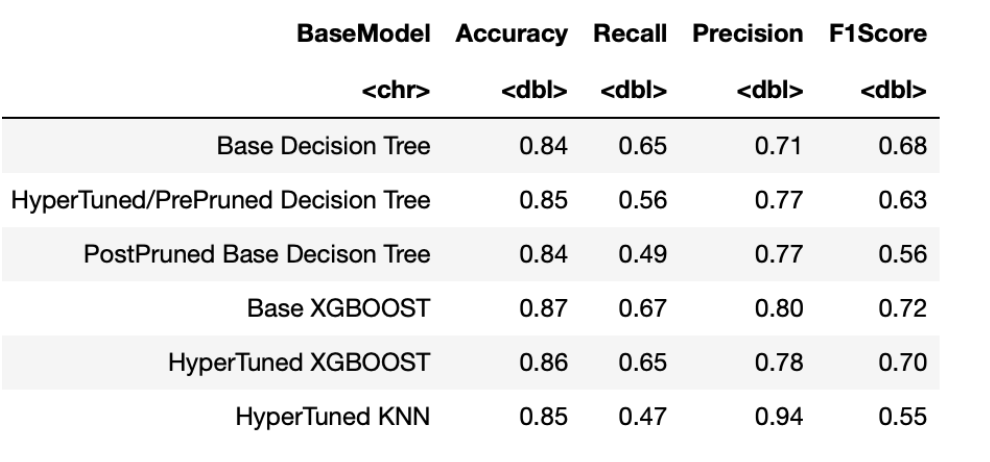 BaseModel Accuracy Recall Precision F1Score
<chr> <dbl> <dbl> <dbl> <dbl>
Base Decision Tree 0.84 0.65 0.71 0.68
HyperTuned/PrePruned Decision Tree 0.85 0.56 0.77 0.63
PostPruned Base Decison Tree 0.84 0.49 0.77 0.56
Base XGBOOST 0.87 0.67 0.80 0.72
HyperTuned XGBOOST 0.86 0.65 0.78 0.70
HyperTuned KNN 0.85 0.47 0.94 0.55